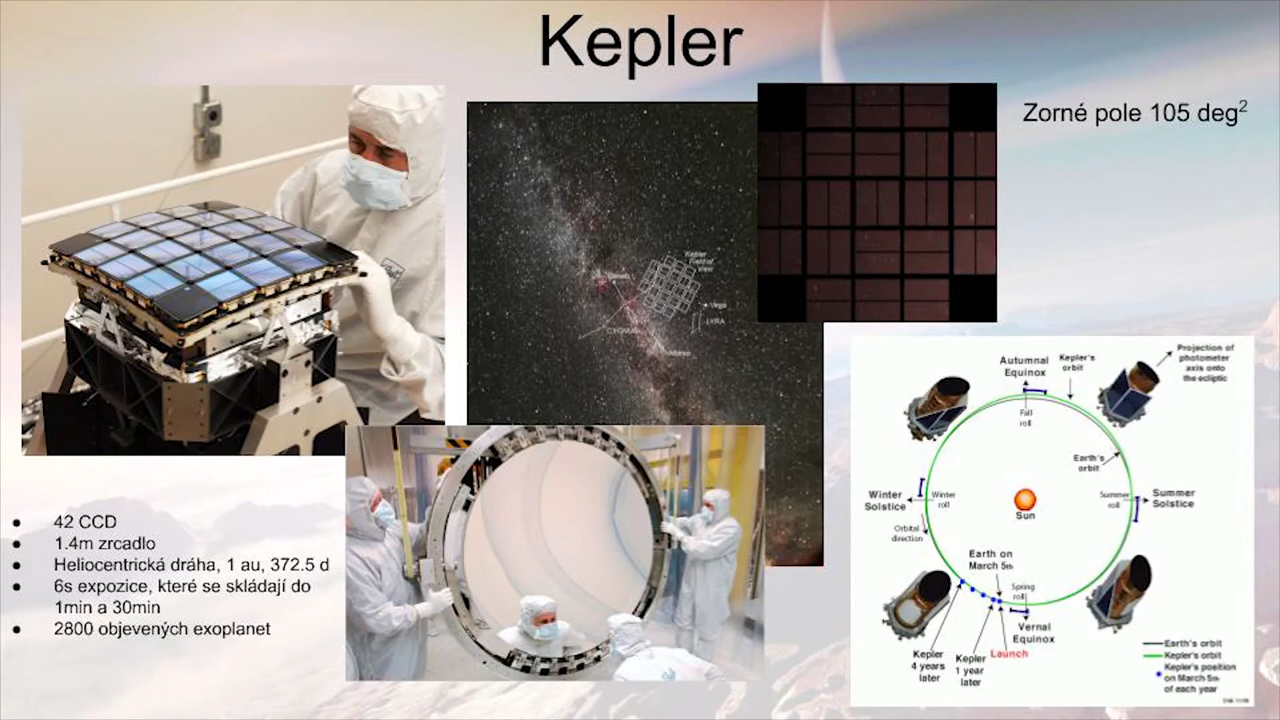 Kepler
Zorné pole 105 deg²
Kepler
Field of
View
Vega
LYRA
CYGNUS
42 CCD
1.4m zrcadlo
Heliocentrická dráha, 1 au, 372.5 d
6s expozice, které se skládají do
1min a 30min
2800 objevených exoplanet
Autumnal
Equinox
Kepler's
orbit
Projection of
photometer
axis onto
the ecliptic
Fall
roll
Earth's
orbit
Winter
Solstice
Winter
roll
Summer
roll
Summer
Solstice
Sun
Orbital
direction
Earth on
March 5th
Spring
roll
Vernal
Equinox
Launch
Kepler
4 years
later
Kepler
1 year
later
Earth's orbit
Kepler's orbit
Kepler's position
on March 5th
of each year